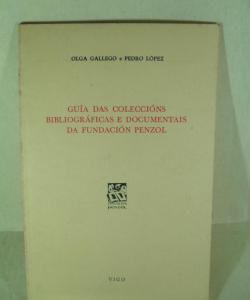 OLGA GALLEGO e PEDRO LÓPEZ
GUÍA DAS COLECCIÓNS
BIBLIOGRÁFICAS E DOCUMENTAIS
DA FUNDACIÓN PENZOL
VIGO